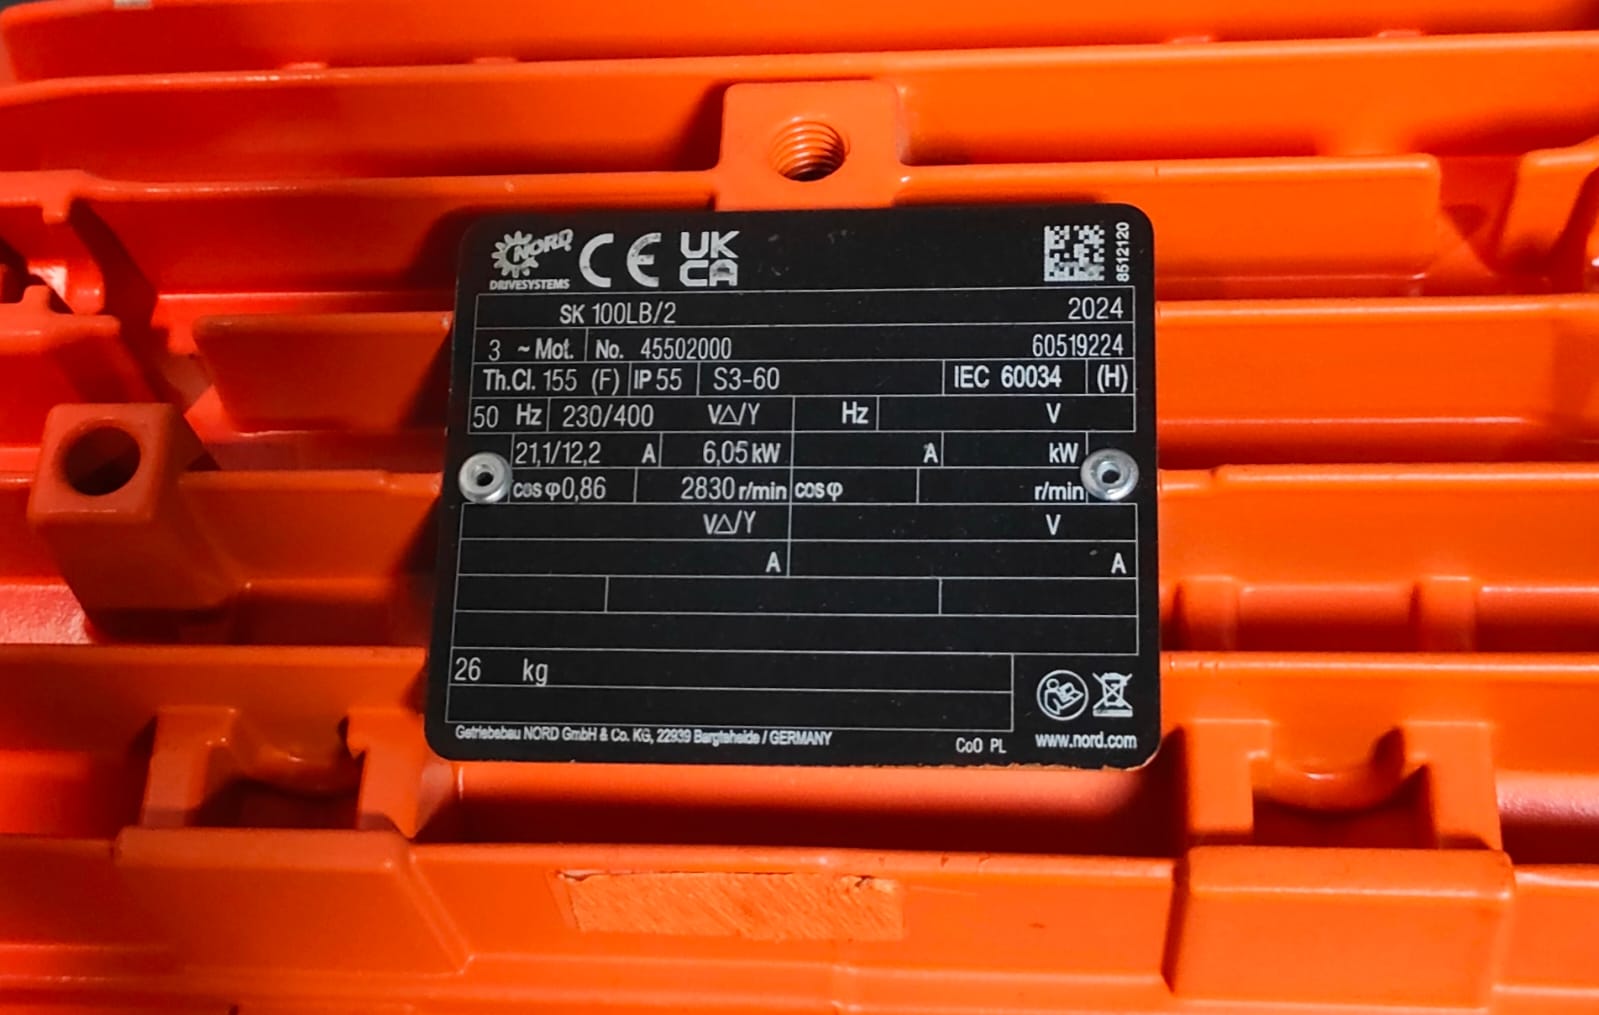 NORD
DRIVESYSTEMS
CE
UK
CA
8512120
SK 100LB/2 2024
3 ~ Mot. No. 45502000 60519224
Th.Cl. 155 (F) IP 55 S3-60 IEC 60034 (H)
50 Hz 230/400 V△/Y Hz V
21,1/12,2 A 6,05 kW A kW
cos φ 0,86 2830 r/min cos φ r/min
V△/Y V
A A
26 kg
Getriebebau NORD GmbH & Co. KG, 22939 Bargteheide / GERMANY CoO PL www.nord.com